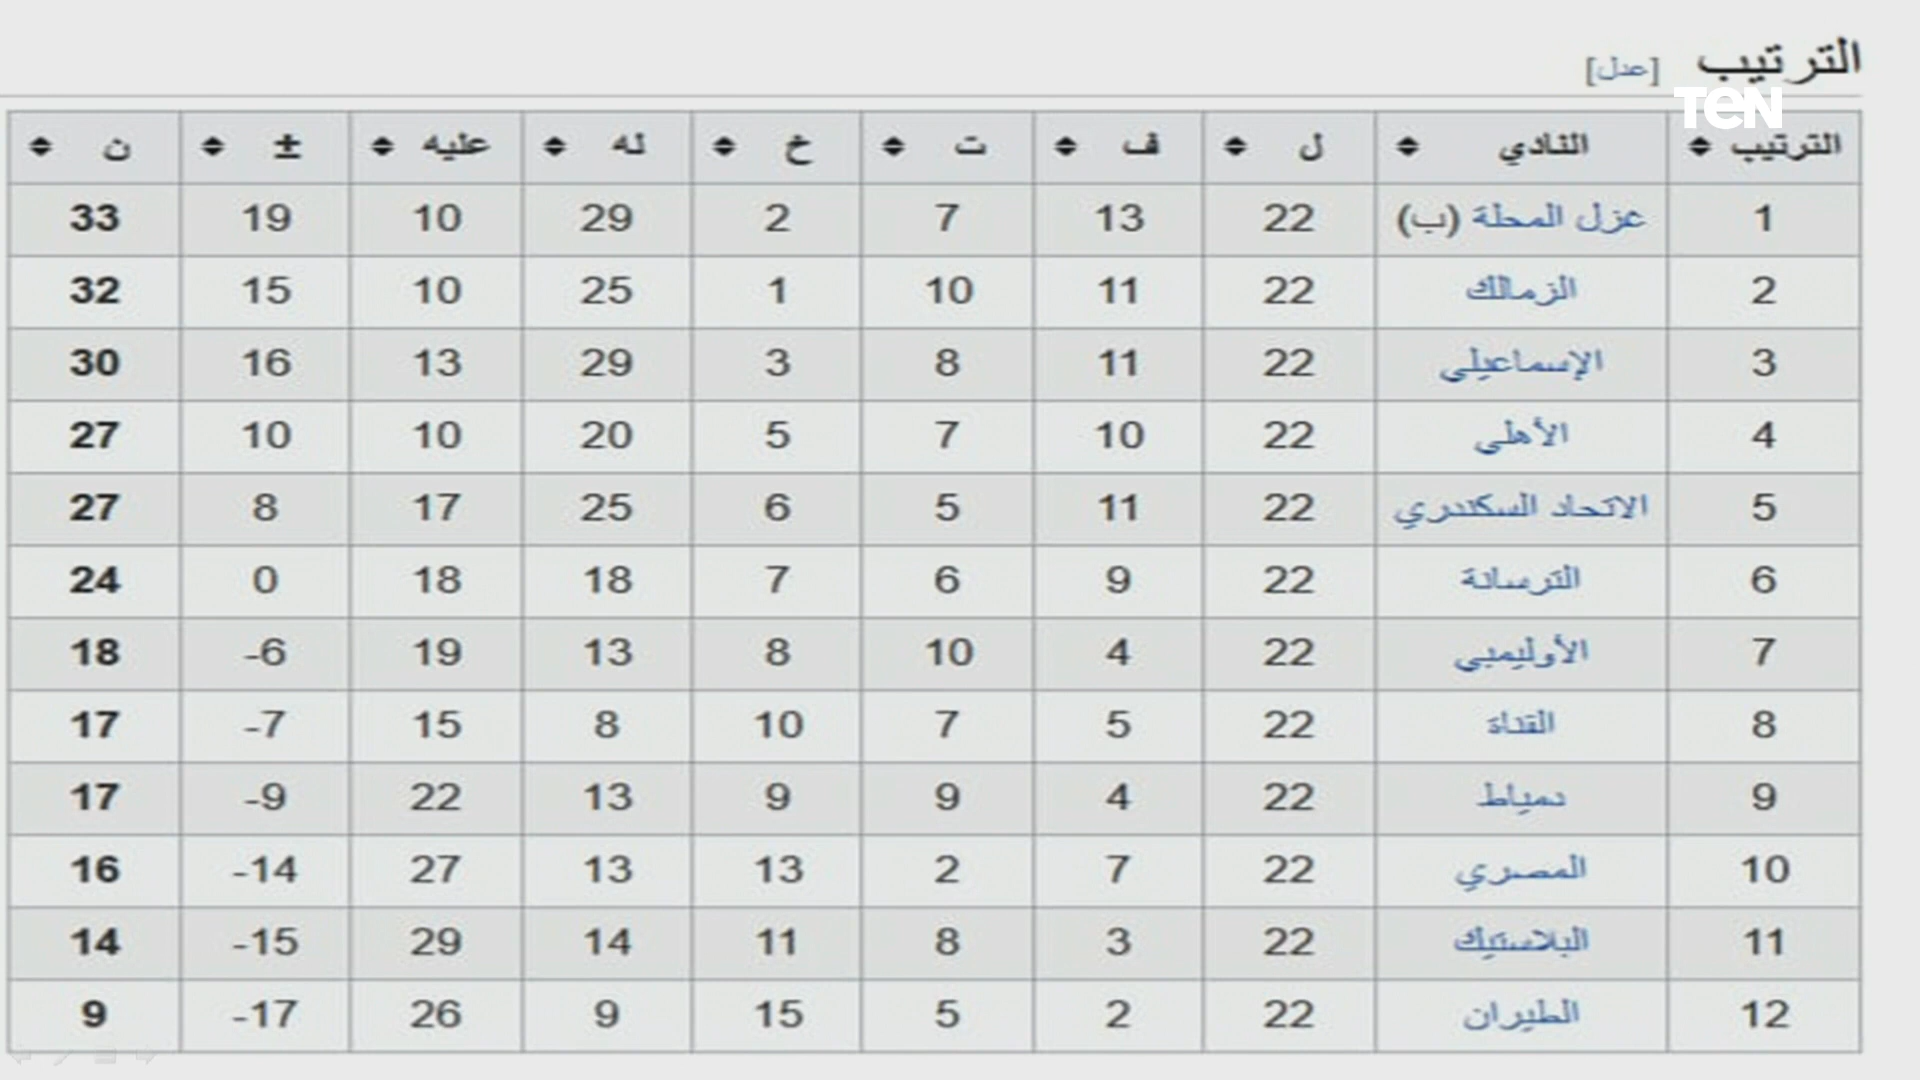 الترتيب [عدل]
TeN
الترتيب النادي ل ف ت خ له عليه ± ن
1 غزل المحلة (ب) 22 13 7 2 29 10 19 33
2 الزمالك 22 11 10 1 25 10 15 32
3 الإسماعيلي 22 11 8 3 29 13 16 30
4 الأهلي 22 10 7 5 20 10 10 27
5 الاتحاد السكندري 22 11 5 6 25 17 8 27
6 الترسانة 22 9 6 7 18 18 0 24
7 الأوليمبي 22 4 10 8 13 19 -6 18
8 القناة 22 5 7 10 8 15 -7 17
9 دمياط 22 4 9 9 13 22 -9 17
10 المصري 22 7 2 13 13 27 -14 16
11 البلاستيك 22 3 8 11 14 29 -15 14
12 الطيران 22 2 5 15 9 26 -17 9